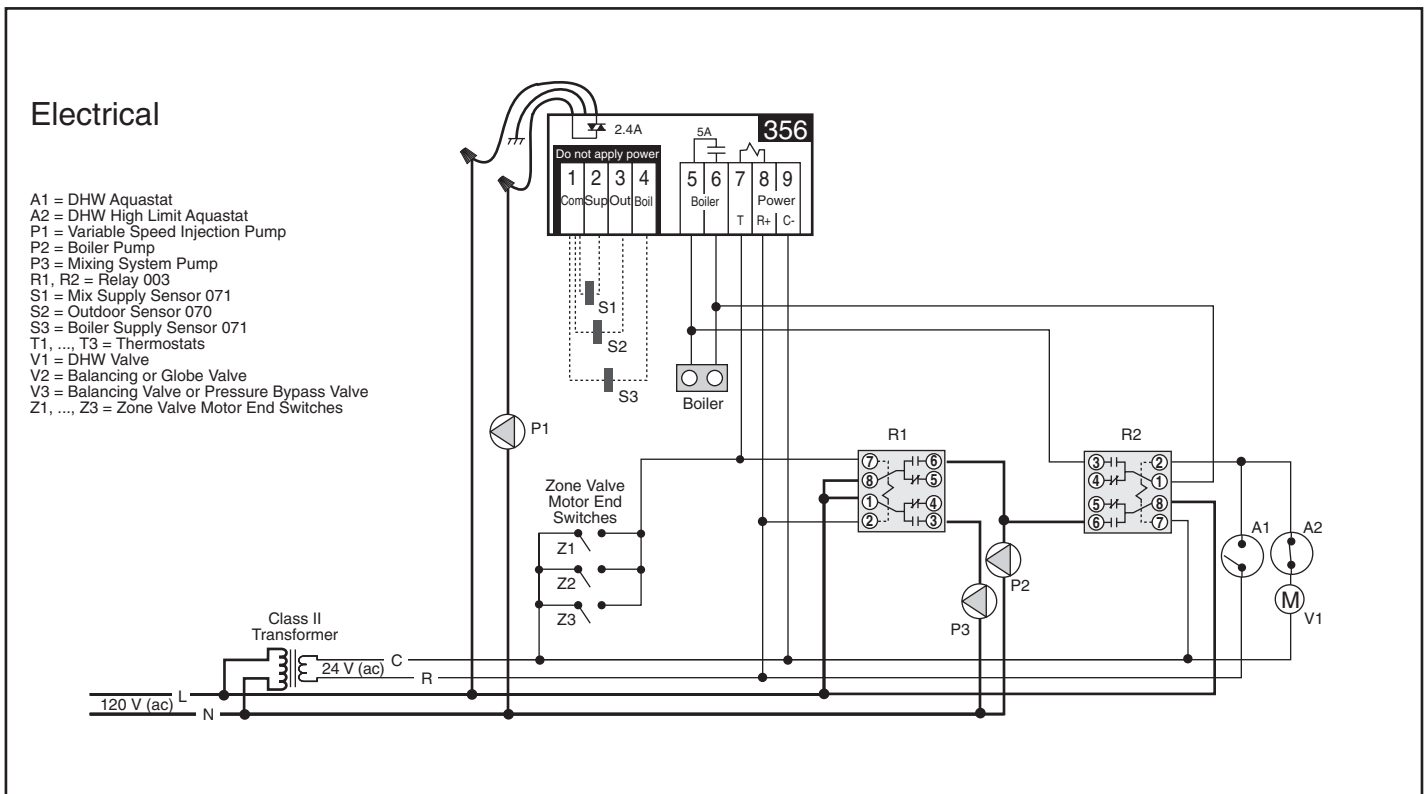 Electrical
A1 = DHW Aquastat
A2 = DHW High Limit Aquastat
P1 = Variable Speed Injection Pump
P2 = Boiler Pump
P3 = Mixing System Pump
R1, R2 = Relay 003
S1 = Mix Supply Sensor 071
S2 = Outdoor Sensor 070
S3 = Boiler Supply Sensor 071
T1, ..., T3 = Thermostats
V1 = DHW Valve
V2 = Balancing or Globe Valve
V3 = Balancing Valve or Pressure Bypass Valve
Z1, ..., Z3 = Zone Valve Motor End Switches
2.4A
5A
356
Do not apply power
1 2 3 4
Com Sup Out Boil
5 6 7 8 9
Boiler Power
T R+ C-
S1
S2
S3
Boiler
P1
R1
7 6
8 5
1 4
2 3
R2
3 2
4 1
5 8
6 7
A1
A2
M
V1
P2
P3
Zone Valve
Motor End
Switches
Z1
Z2
Z3
Class II
Transformer
24 V (ac)
C
R
120 V (ac)
L
N